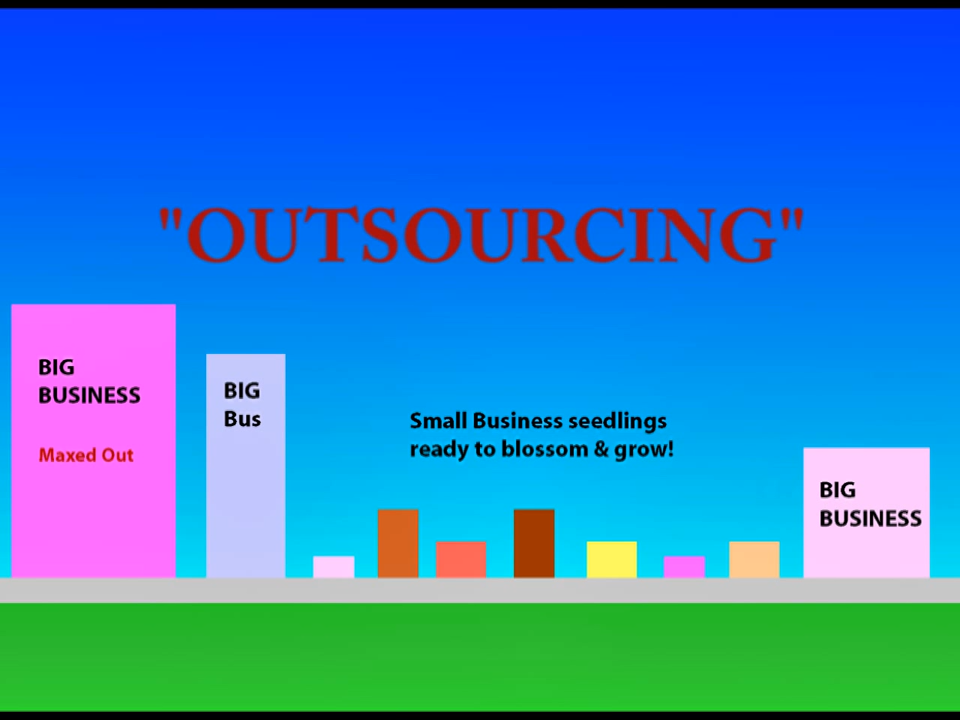 "OUTSOURCING"
BIG
BUSINESS
Maxed Out
BIG
Bus
Small Business seedlings
ready to blossom & grow!
BIG
BUSINESS